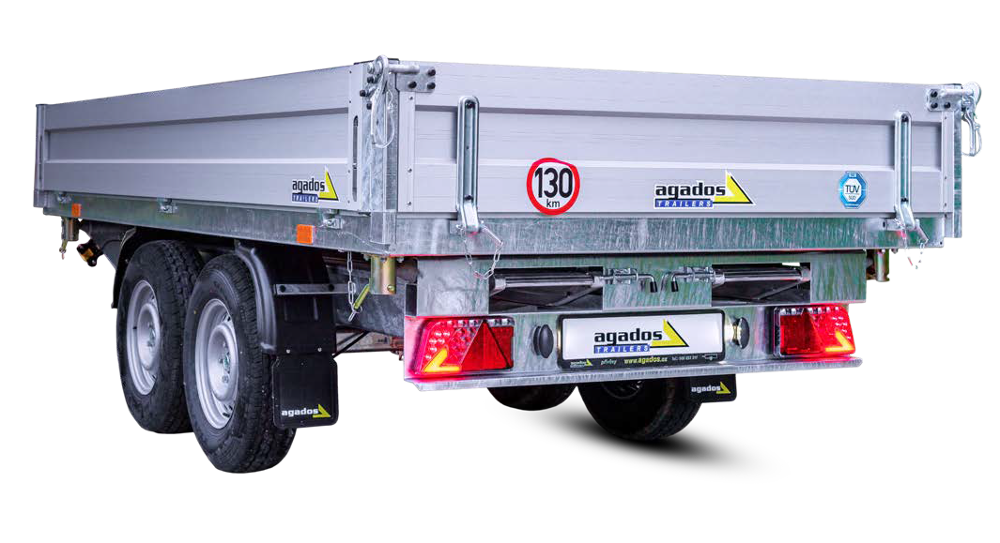 130
km
agados
TRAILERS
TÜV
SÜD
agados
TRAILERS
agados
TRAILERS
přívěsy
www.agados.cz
agados
agados